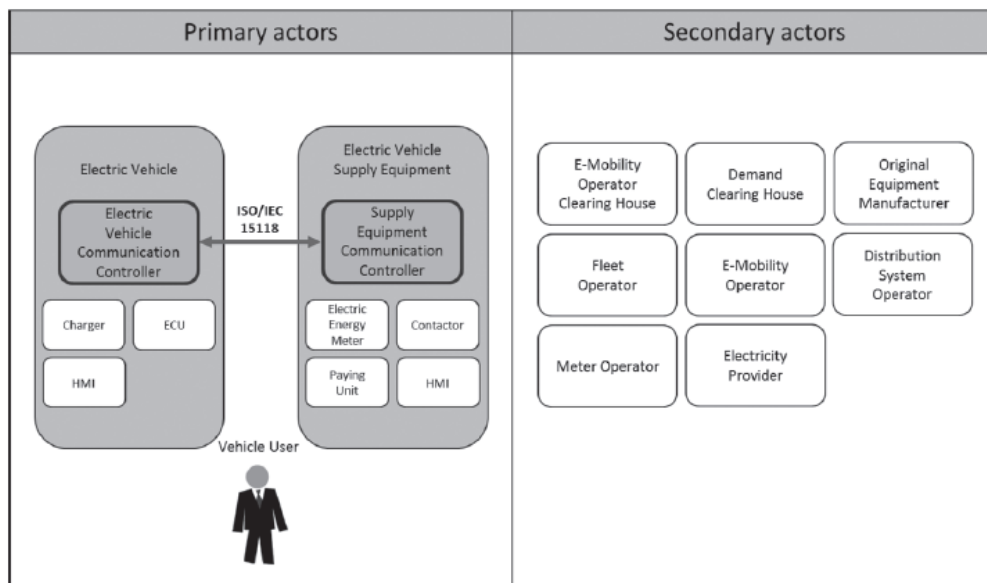 Primary actors
Secondary actors
Electric Vehicle
Electric
Vehicle
Communication
Controller
Charger
ECU
HMI
ISO/IEC
15118
Electric Vehicle
Supply Equipment
Supply
Equipment
Communication
Controller
Electric
Energy
Meter
Contactor
Paying
Unit
HMI
Vehicle User
E-Mobility
Operator
Clearing House
Demand
Clearing House
Original
Equipment
Manufacturer
Fleet
Operator
E-Mobility
Operator
Distribution
System
Operator
Meter Operator
Electricity
Provider